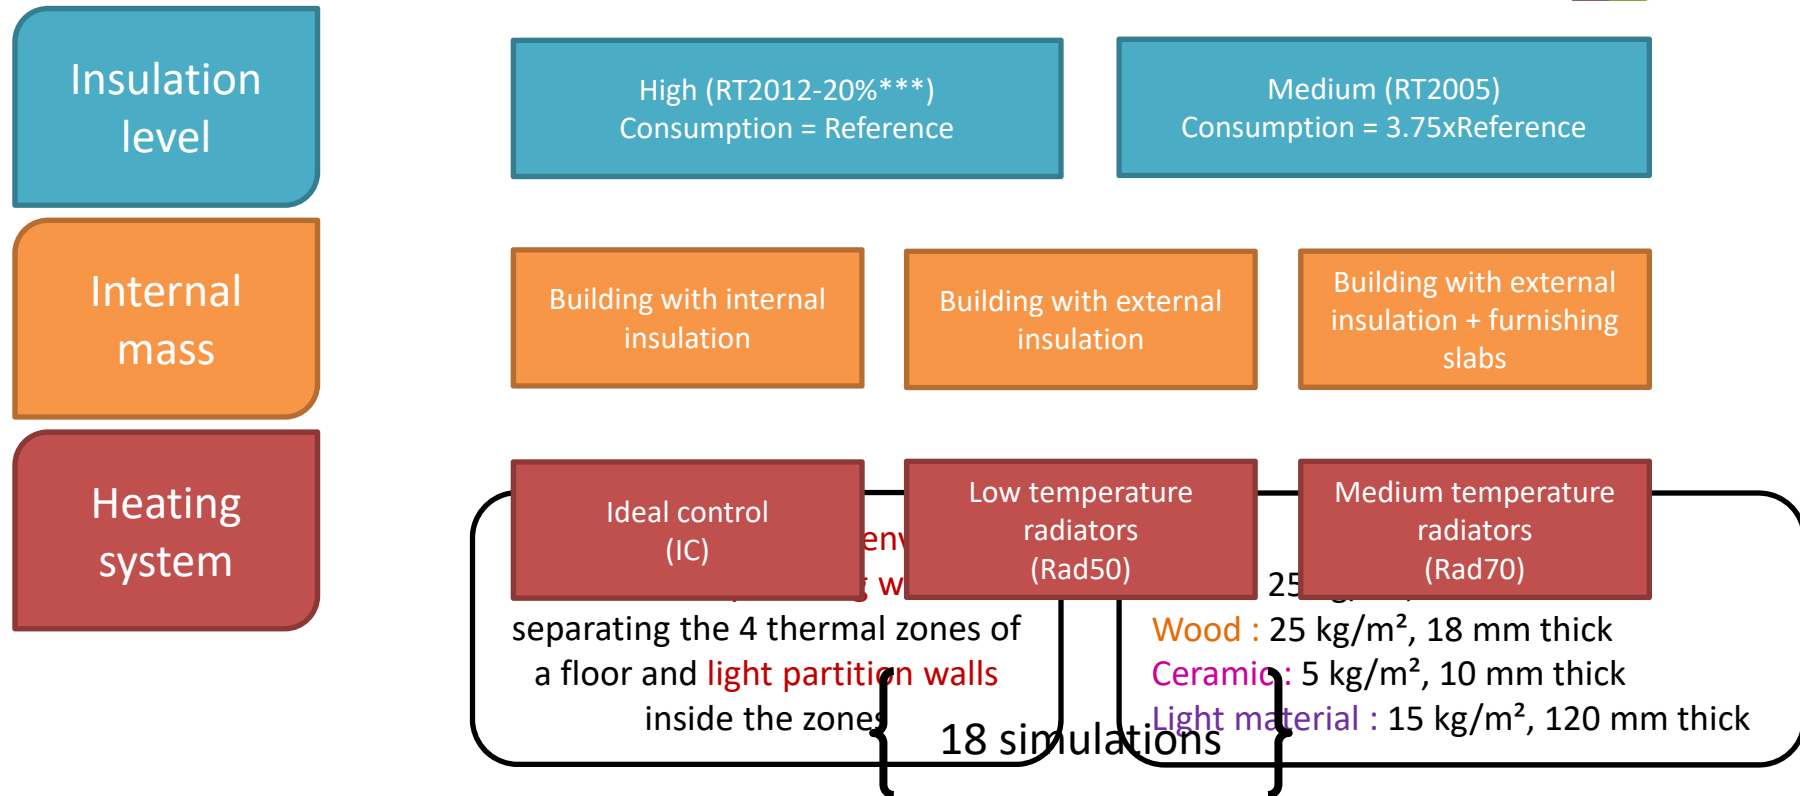 Insulation
level
High (RT2012-20%***)
Consumption = Reference
Medium (RT2005)
Consumption = 3.75xReference
Internal
mass
Building with internal
insulation
Building with external
insulation
Building with external
insulation + furnishing
slabs
Heating
system
Ideal control
(IC)
Low temperature
radiators
(Rad50)
Medium temperature
radiators
(Rad70)
separating the 4 thermal zones of
a floor and light partition walls
inside the zones
25
Wood : 25 kg/m², 18 mm thick
Ceramic : 5 kg/m², 10 mm thick
Light material : 15 kg/m², 120 mm thick
18 simulations